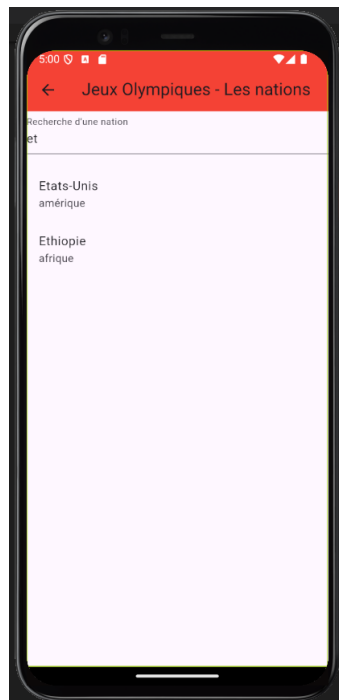 5:00
Jeux Olympiques - Les nations
Recherche d'une nation
et
Etats-Unis
amérique
Ethiopie
afrique